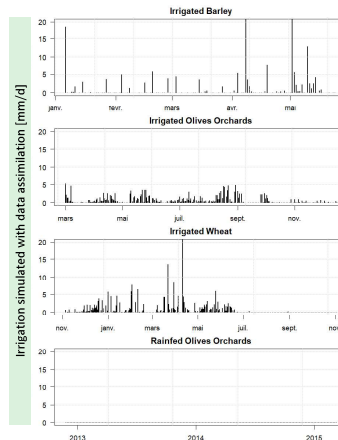 Irrigation simulated with data assimilation [mm/d]
Irrigated Barley
20
15
10
5
0
janv. fevr. mars avr. mai
Irrigated Olives Orchards
20
15
10
5
0
mars mai juil. sept. nov.
Irrigated Wheat
20
15
10
5
0
nov. janv. mars mai juil. sept. nov
Rainfed Olives Orchards
20
15
10
5
0
2013 2014 2015